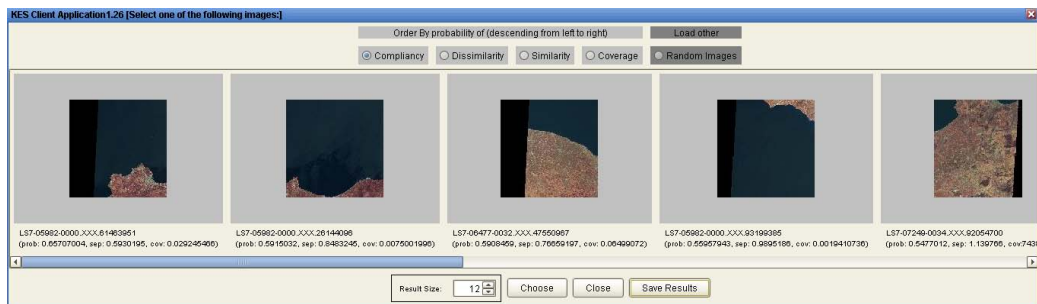 KES Client Application1.26 [Select one of the following images:]
Order By probability of (descending from left to right)
Load other
Compliancy
Dissimilarity
Similarity
Coverage
Random Images
LS7-05982-0000.XXX.61463951
(prob: 0.65707004, sep: 0.5930195, cov: 0.029245466)
LS7-05982-0000.XXX.26144096
(prob: 0.5915032, sep: 0.8483245, cov: 0.0075001996)
LS7-06477-0032.XXX.47550967
(prob: 0.5908459, sep: 0.76659197, cov: 0.06499072)
LS7-05982-0000.XXX.93199385
(prob: 0.55957943, sep: 0.9895186, cov: 0.0019410736)
LS7-07249-0034.XXX.92054700
(prob: 0.5477012, sep: 1.139766, cov:7430
Result Size:
12
Choose
Close
Save Results